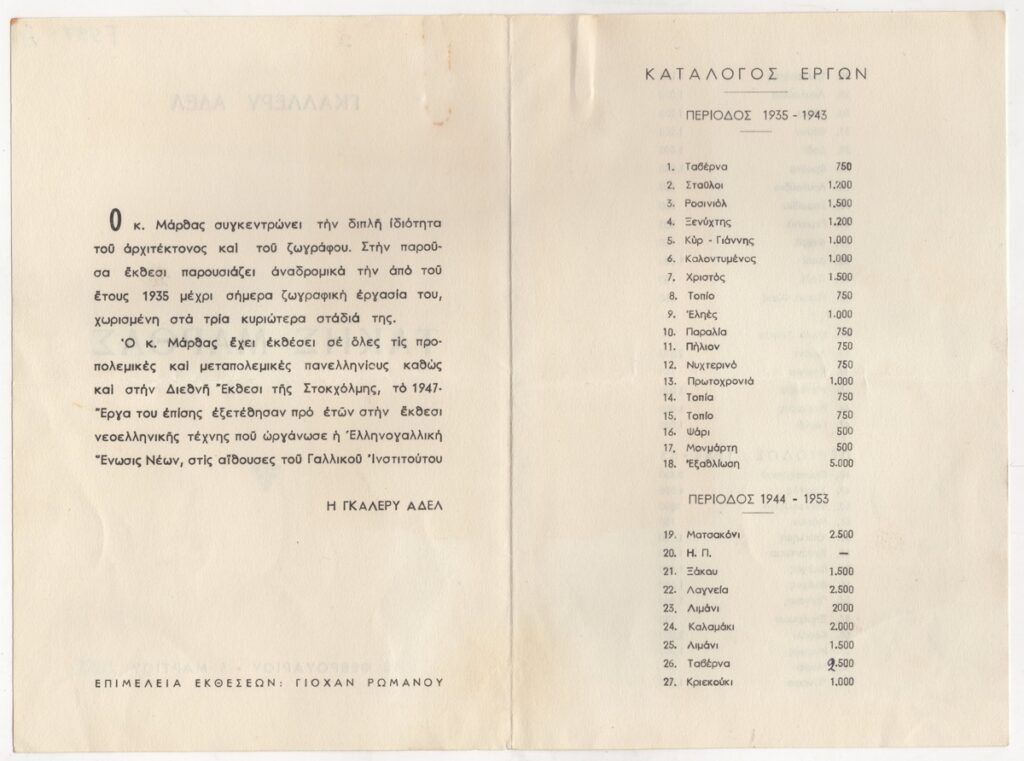 Ὁ κ. Μάρθας συγκεντρώνει τὴν διπλῆ ἰδιότητα
τοῦ ἀρχιτέκτονος καὶ τοῦ ζωγράφου. Στὴν παροῦ-
σα ἔκθεσι παρουσιάζει ἀναδρομικὰ τὴν ἀπὸ τοῦ
ἔτους 1935 μέχρι σήμερα ζωγραφικὴ ἐργασία του,
χωρισμένη στὰ τρία κυριώτερα στάδιά της.
Ὁ κ. Μάρθας ἔχει ἐκθέσει σὲ ὅλες τὶς προ-
πολεμικὲς καὶ μεταπολεμικὲς πανελληνίους καθὼς
καὶ στὴν Διεθνῆ Ἔκθεσι τῆς Στοκχόλμης, τὸ 1947.
Ἔργα του ἐπίσης ἐξετέθησαν πρὸ ἐτῶν στὴν ἔκθεσι
νεοελληνικῆς τέχνης ποῦ ὠργάνωσε ἡ Ἑλληνογαλλικὴ
Ἕνωσις Νέων, στὶς αἴθουσες τοῦ Γαλλικοῦ Ἰνστιτούτου
Η ΓΚΑΛΕΡΥ ΑΔΕΛ
ΕΠΙΜΕΛΕΙΑ ΕΚΘΕΣΕΩΝ: ΓΙΟΧΑΝ ΡΩΜΑΝΟΥ
ΚΑΤΑΛΟΓΟΣ ΕΡΓΩΝ
ΠΕΡΙΟΔΟΣ 1935 - 1943
1. Ταβέρνα 750
2. Σταῦλοι 1.200
3. Ροσινιὸλ 1.500
4. Ξενύχτης 1.200
5. Κὺρ - Γιάννης 1.000
6. Καλοντυμένος 1.000
7. Χριστὸς 1.500
8. Τοπίο 750
9. Ἐληὲς 1.000
10. Παραλία 750
11. Πήλιον 750
12. Νυχτερινὸ 750
13. Πρωτοχρονιὰ 1.000
14. Τοπία 750
15. Τοπίο 750
16. Ψάρι 500
17. Μονμάρτη 500
18. Ἐξαθλίωση 5.000
ΠΕΡΙΟΔΟΣ 1944 - 1953
19. Ματσακόνι 2.500
20. Η. Π. —
21. Ξάκου 1.500
22. Λαγνεία 2.500
23. Λιμάνι 2000
24. Καλαμάκι 2.000
25. Λιμάνι 1.500
26. Ταβέρνα 2.500
27. Κριεκούκι 1.000